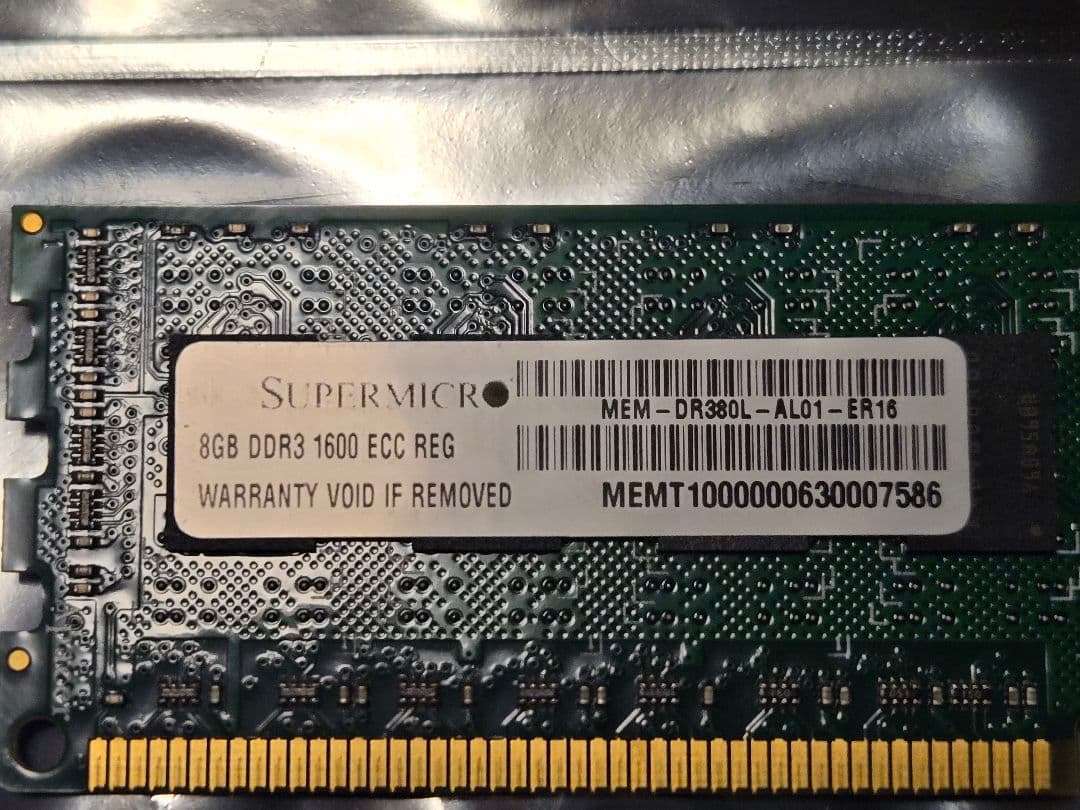 SUPERMICRO
8GB DDR3 1600 ECC REG
WARRANTY VOID IF REMOVED
MEM-DR380L-AL01-ER16
MEMT1000000630007586